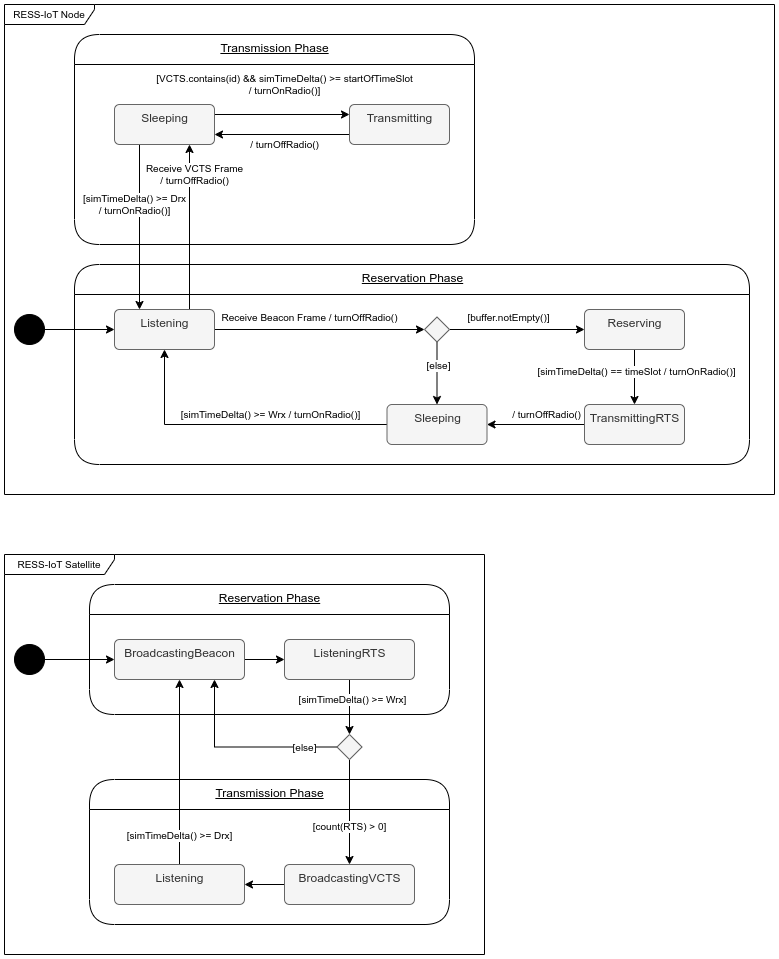 RESS-IoT Node
Transmission Phase
[VCTS.contains(id) && simTimeDelta() >= startOfTimeSlot
/ turnOnRadio()]
Sleeping
Transmitting
/ turnOffRadio()
Receive VCTS Frame
/ turnOffRadio()
[simTimeDelta() >= Drx
/ turnOnRadio()]
Reservation Phase
Listening
Receive Beacon Frame / turnOffRadio()
[buffer.notEmpty()]
Reserving
[else]
[simTimeDelta() == timeSlot / turnOnRadio()]
[simTimeDelta() >= Wrx / turnOnRadio()]
Sleeping
/ turnOffRadio()
TransmittingRTS
RESS-IoT Satellite
Reservation Phase
BroadcastingBeacon
ListeningRTS
[simTimeDelta() >= Wrx]
[else]
Transmission Phase
[count(RTS) > 0]
[simTimeDelta() >= Drx]
Listening
BroadcastingVCTS